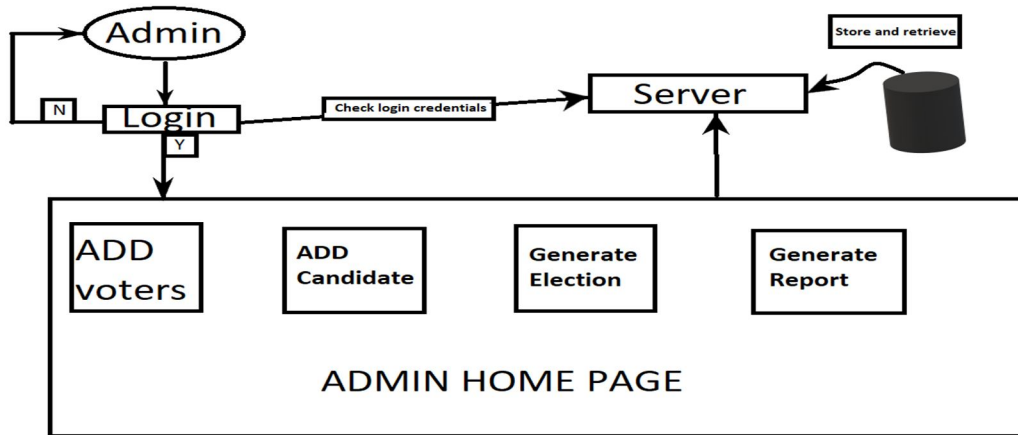 Admin
Store and retrieve
Server
Check login credentials
N
Login
Y
ADD
voters
ADD
Candidate
Generate
Election
Generate
Report
ADMIN HOME PAGE